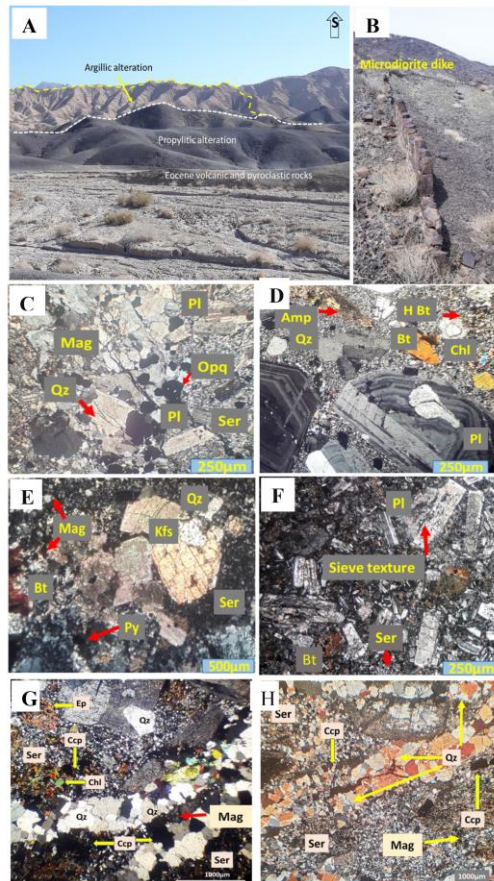 A
S
Argillic alteration
Propylitic alteration
Eocene volcanic and pyroclastic rocks
B
Microdiorite dike
C
Pl
Mag
Opq
Qz
Pl
Ser
250µm
D
Amp
H Bt
Qz
Bt
Chl
Pl
250µm
E
Qz
Mag
Kfs
Bt
Ser
Py
500µm
F
Pl
Sieve texture
Ser
Bt
250µm
G
Ep
Qz
Ser
Ccp
Chl
Qz
Qz
Mag
Ccp
Ser
1000µm
H
Ser
Ccp
Qz
Ccp
Ser
Mag
1000µm